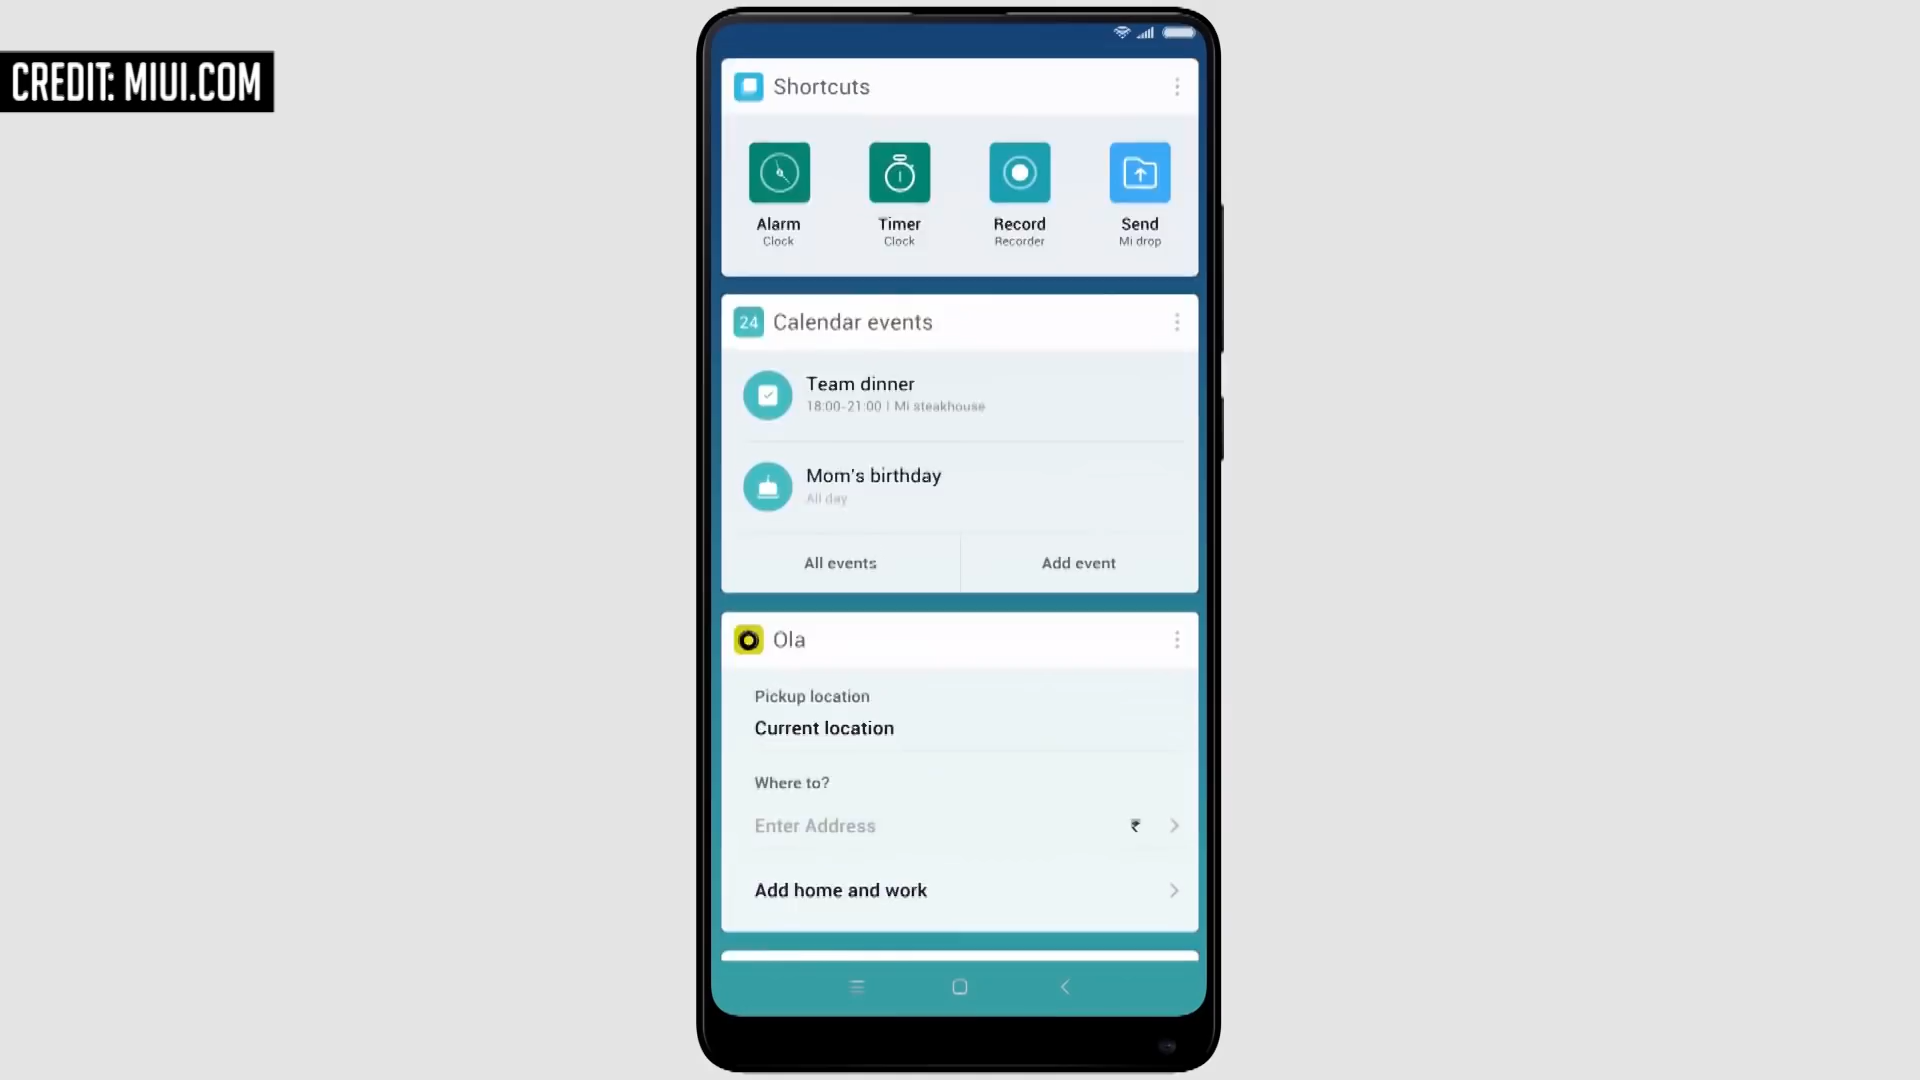 CREDIT: MIUI.COM
Shortcuts
Alarm
Clock
Timer
Clock
Record
Recorder
Send
Mi drop
24
Calendar events
Team dinner
18:00-21:00 | Mi steakhouse
Mom's birthday
All day
All events
Add event
Ola
Pickup location
Current location
Where to?
Enter Address
₹
Add home and work